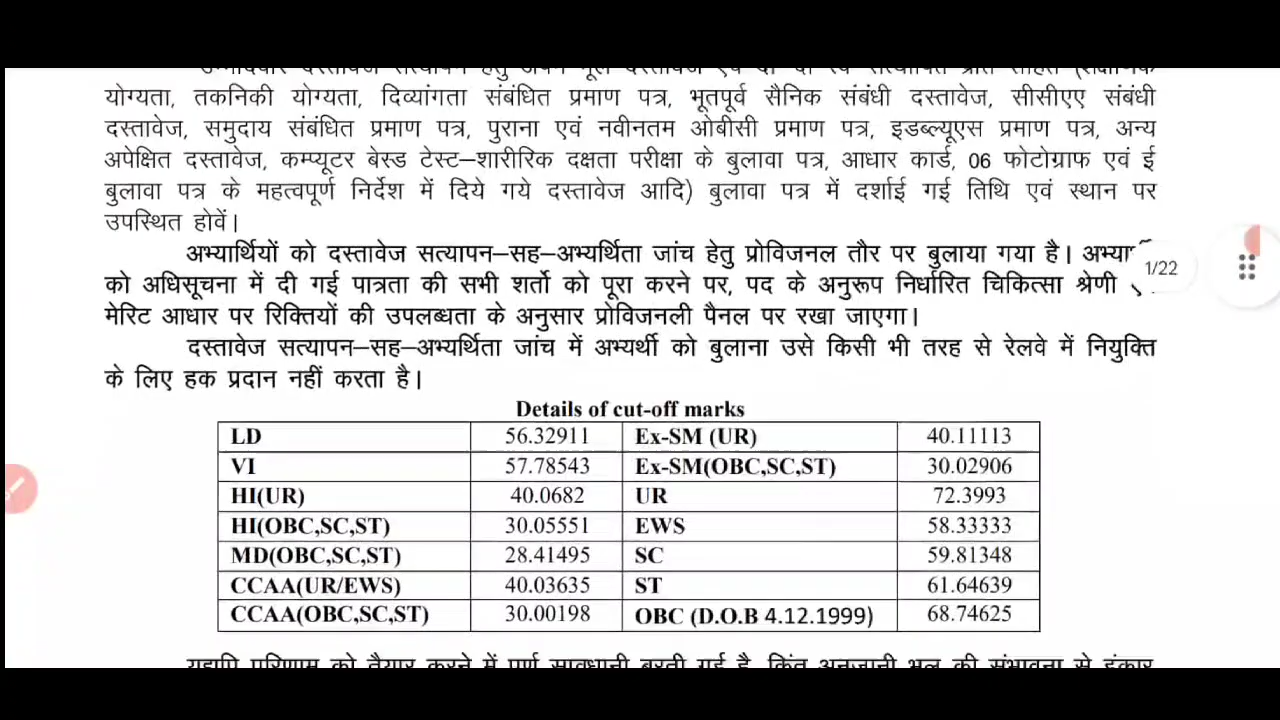 योग्यता, तकनिकी योग्यता, दिव्यांगता संबंधित प्रमाण पत्र, भूतपूर्व सैनिक संबंधी दस्तावेज, सीसीएए संबंधी
दस्तावेज, समुदाय संबंधित प्रमाण पत्र, पुराना एवं नवीनतम ओबीसी प्रमाण पत्र, इडब्ल्यूएस प्रमाण पत्र, अन्य
अपेक्षित दस्तावेज, कम्प्यूटर बेस्ड टेस्ट–शारीरिक दक्षता परीक्षा के बुलावा पत्र, आधार कार्ड, 06 फोटोग्राफ एवं ई
बुलावा पत्र के महत्वपूर्ण निर्देश में दिये गये दस्तावेज आदि) बुलावा पत्र में दर्शाई गई तिथि एवं स्थान पर
उपस्थित होवें।
अभ्यार्थियों को दस्तावेज सत्यापन–सह–अभ्यर्थिता जांच हेतु प्रोविजनल तौर पर बुलाया गया है।
1/22
को अधिसूचना में दी गई पात्रता की सभी शर्तो को पूरा करने पर, पद के अनुरूप निर्धारित चिकित्सा श्रेणी
मेरिट आधार पर रिक्तियों की उपलब्धता के अनुसार प्रोविजनली पैनल पर रखा जाएगा।
दस्तावेज सत्यापन–सह–अभ्यर्थिता जांच में अभ्यर्थी को बुलाना उसे किसी भी तरह से रेलवे में नियुक्ति
के लिए हक प्रदान नहीं करता है।
Details of cut-off marks
LD 56.32911 Ex-SM (UR) 40.11113
VI 57.78543 Ex-SM(OBC,SC,ST) 30.02906
HI(UR) 40.0682 UR 72.3993
HI(OBC,SC,ST) 30.05551 EWS 58.33333
MD(OBC,SC,ST) 28.41495 SC 59.81348
CCAA(UR/EWS) 40.03635 ST 61.64639
CCAA(OBC,SC,ST) 30.00198 OBC (D.O.B 4.12.1999) 68.74625